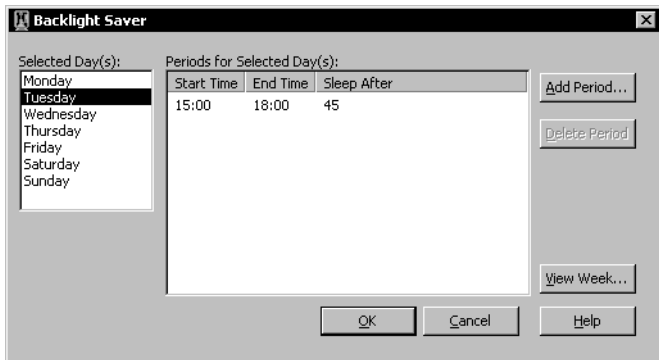 Backlight Saver
Selected Day(s):
Monday
Tuesday
Wednesday
Thursday
Friday
Saturday
Sunday
Periods for Selected Day(s):
Start Time End Time Sleep After
15:00 18:00 45
Add Period...
Delete Period
View Week...
OK Cancel Help